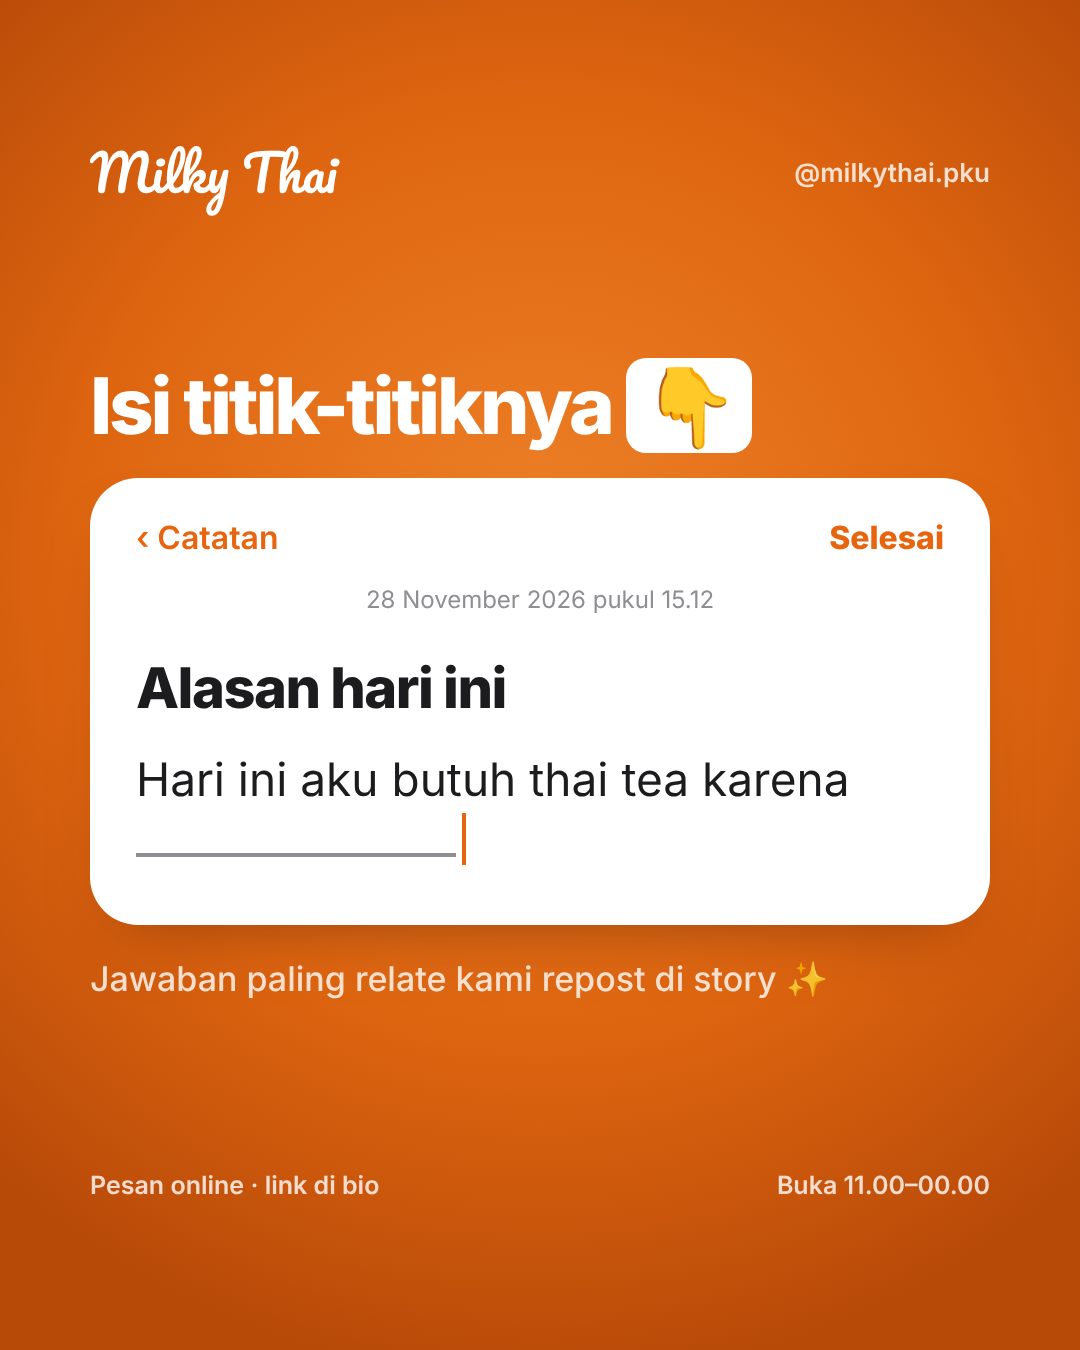 Milky Thai
@milkythai.pku
Isi titik-titiknya 👇
‹ Catatan
Selesai
28 November 2026 pukul 15.12
Alasan hari ini
Hari ini aku butuh thai tea karena
Jawaban paling relate kami repost di story ✨
Pesan online · link di bio
Buka 11.00–00.00